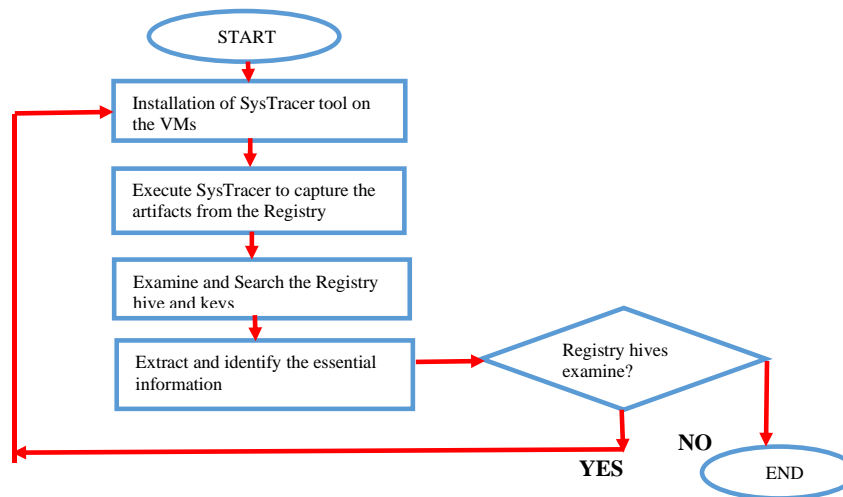 START
Installation of SysTracer tool on
the VMs
Execute SysTracer to capture the
artifacts from the Registry
Examine and Search the Registry
hive and keys
Extract and identify the essential
information
Registry hives
examine?
YES
NO
END